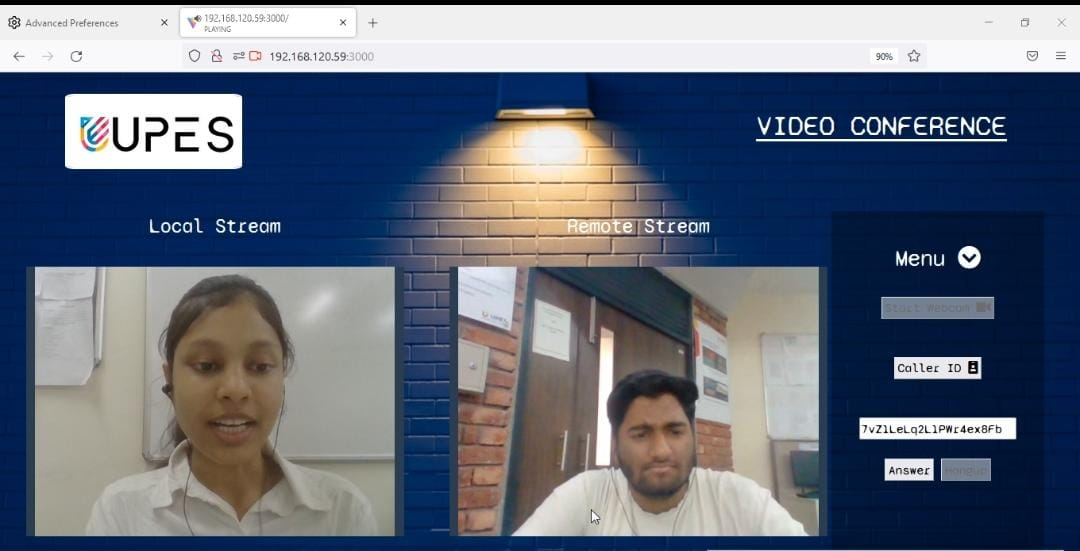 Advanced Preferences
192.168.120.59:3000/
PLAYING
192.168.120.59:3000
90%
UPES
VIDEO CONFERENCE
Local Stream
Remote Stream
Menu
Start Webcam
Caller ID
7vZlLeLq2LlPWr4ex8Fb
Answer
Hangup